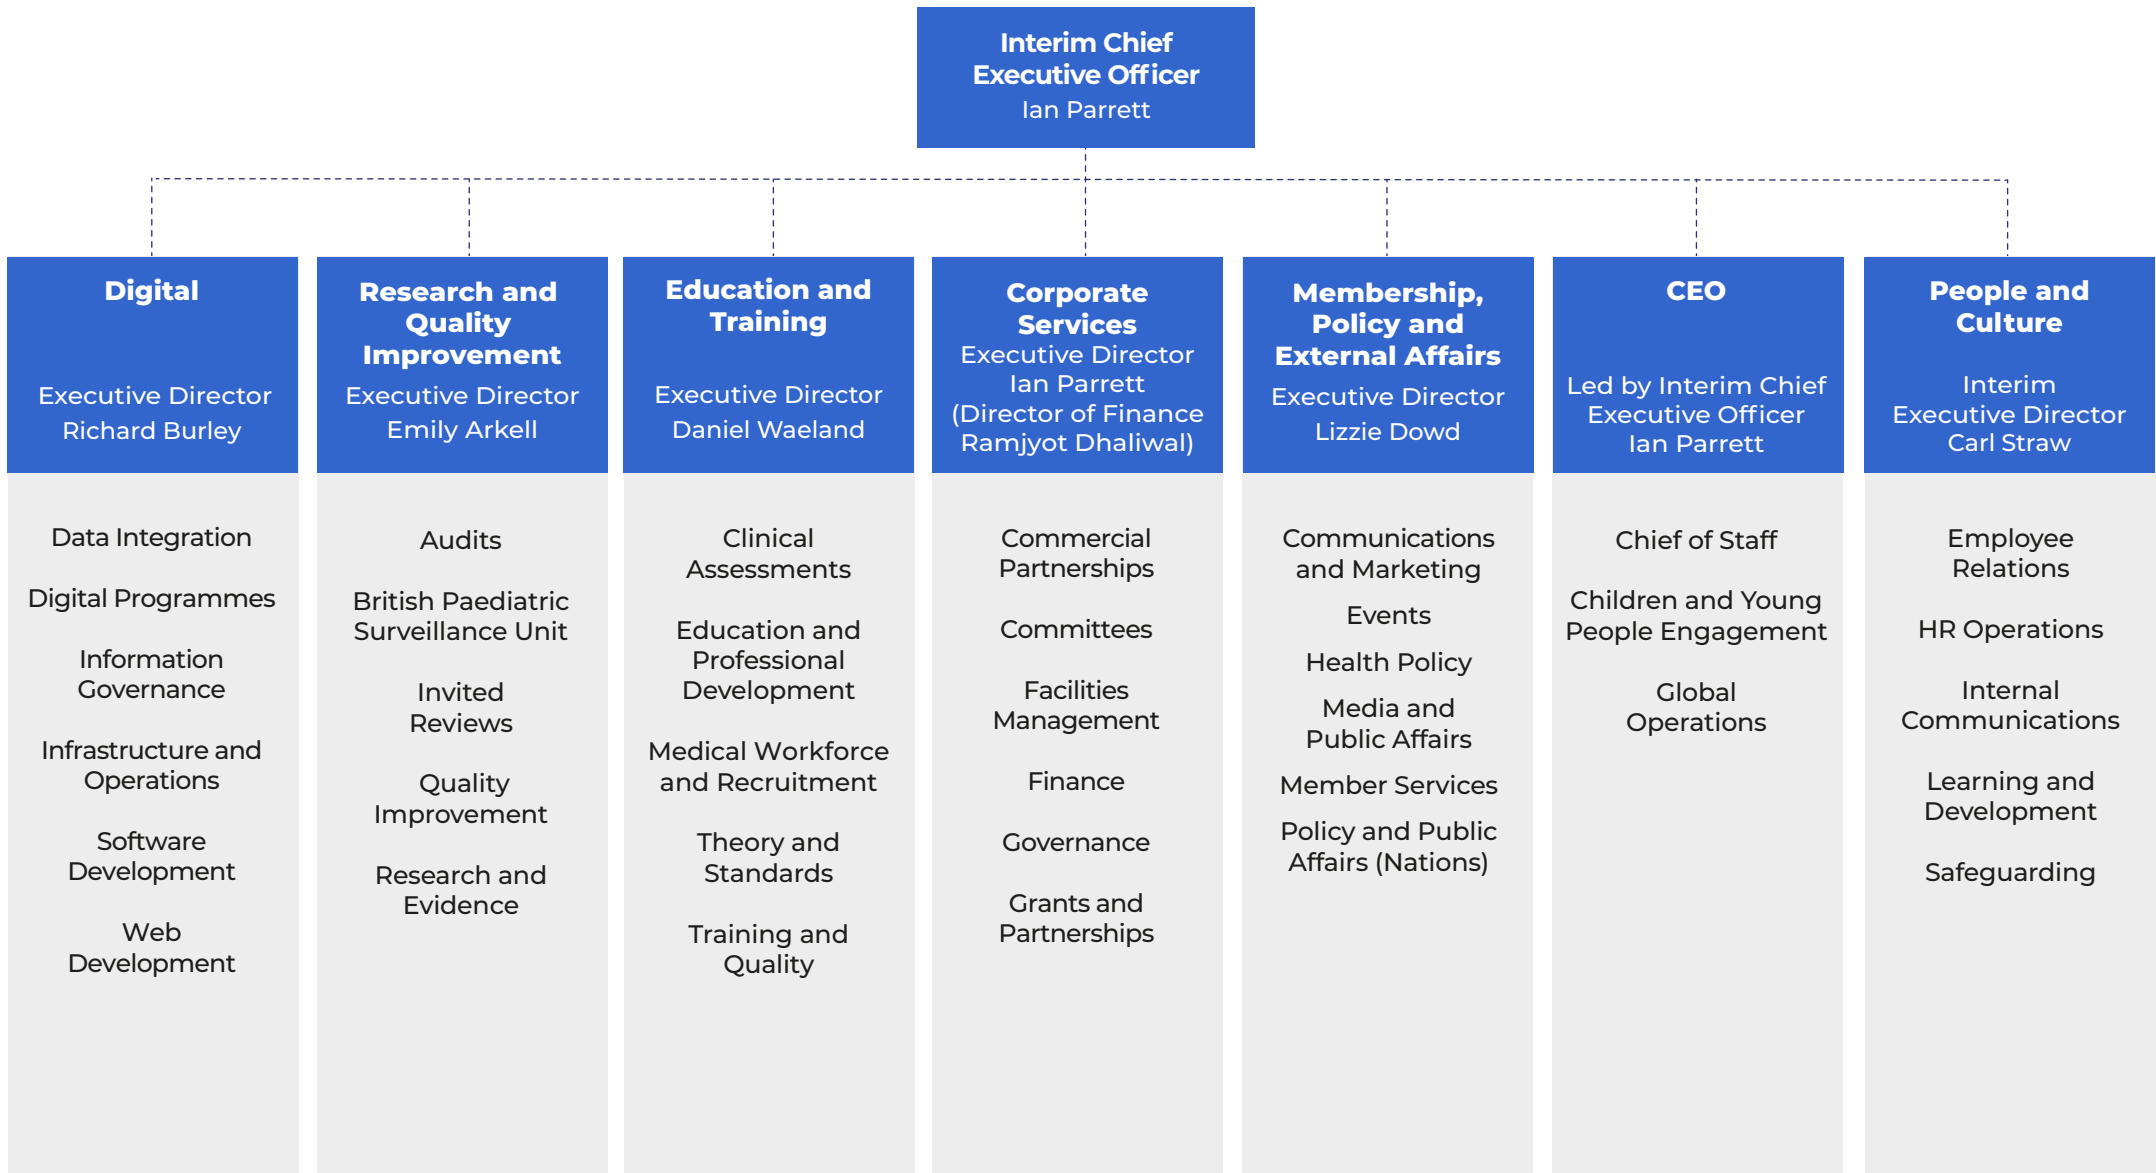 Interim Chief
Executive Officer
Ian Parrett
Digital
Executive Director
Richard Burley
Data Integration
Digital Programmes
Information
Governance
Infrastructure and
Operations
Software
Development
Web
Development
Research and
Quality
Improvement
Executive Director
Emily Arkell
Audits
British Paediatric
Surveillance Unit
Invited
Reviews
Quality
Improvement
Research and
Evidence
Education and
Training
Executive Director
Daniel Waeland
Clinical
Assessments
Education and
Professional
Development
Medical Workforce
and Recruitment
Theory and
Standards
Training and
Quality
Corporate
Services
Executive Director
Ian Parrett
(Director of Finance
Ramjyot Dhaliwal)
Commercial
Partnerships
Committees
Facilities
Management
Finance
Governance
Grants and
Partnerships
Membership,
Policy and
External Affairs
Executive Director
Lizzie Dowd
Communications
and Marketing
Events
Health Policy
Media and
Public Affairs
Member Services
Policy and Public
Affairs (Nations)
CEO
Led by Interim Chief
Executive Officer
Ian Parrett
Chief of Staff
Children and Young
People Engagement
Global
Operations
People and
Culture
Interim
Executive Director
Carl Straw
Employee
Relations
HR Operations
Internal
Communications
Learning and
Development
Safeguarding